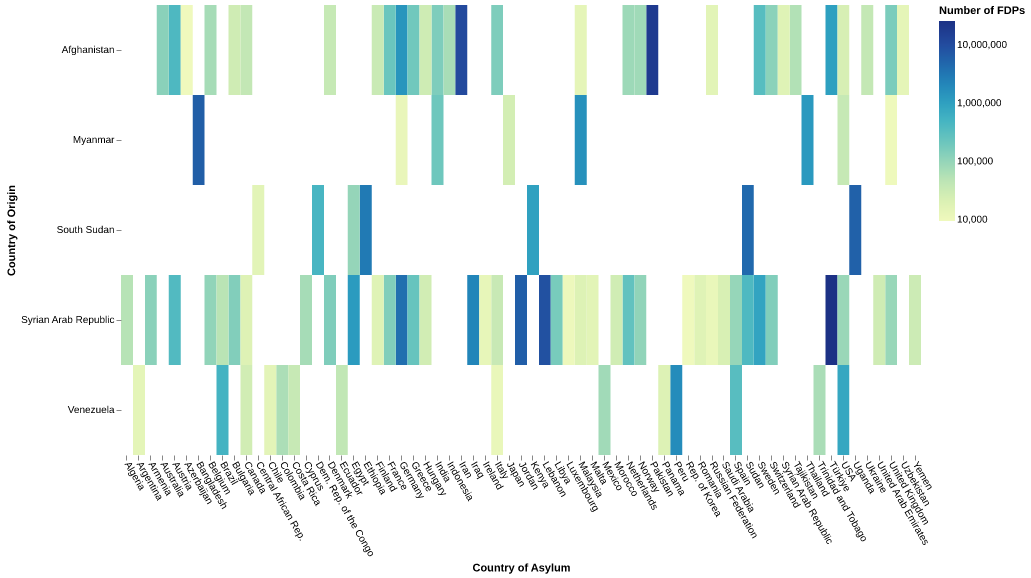 Number of FDPs
10,000,000
1,000,000
100,000
10,000
Country of Origin
Afghanistan
Myanmar
South Sudan
Syrian Arab Republic
Venezuela
Algeria
Argentina
Armenia
Australia
Austria
Azerbaijan
Bangladesh
Belgium
Brazil
Bulgaria
Canada
Central African Rep.
Chile
Colombia
Costa Rica
Cyprus
Dem. Rep. of the Congo
Denmark
Ecuador
Egypt
Ethiopia
Finland
France
Germany
Greece
Hungary
India
Indonesia
Iran
Iraq
Ireland
Italy
Japan
Jordan
Kenya
Lebanon
Libya
Luxembourg
Malaysia
Malta
Mexico
Morocco
Netherlands
Norway
Pakistan
Panama
Peru
Rep. of Korea
Romania
Russian Federation
Saudi Arabia
Spain
Sudan
Sweden
Switzerland
Syrian Arab Republic
Tajikistan
Thailand
Trinidad and Tobago
Türkiye
USA
Uganda
Ukraine
United Arab Emirates
United Kingdom
Uzbekistan
Yemen
Country of Asylum